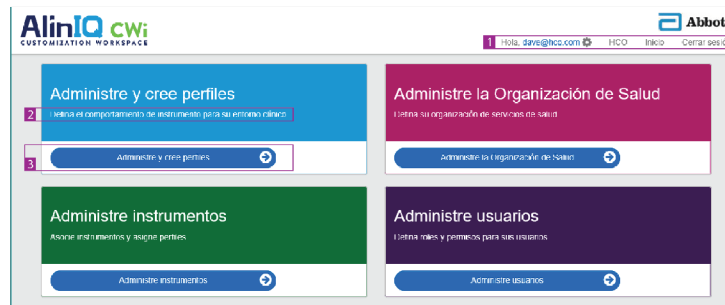 AlinIQ CWi
CUSTOMIZATION WORKSPACE
Abbot
1 Hola, dave@hco.com HCO Inicio Cerrar sesió
Administre y cree perfiles
2 Defina el comportamiento de instrumento para su entorno clínico
3 Administre y cree perfiles
Administre la Organización de Salud
Defina su organización de servicios de salud
Administre la Organización de Salud
Administre instrumentos
Asocie instrumentos y asigne perfiles
Administre instrumentos
Administre usuarios
Defina roles y permisos para sus usuarios
Administre usuarios